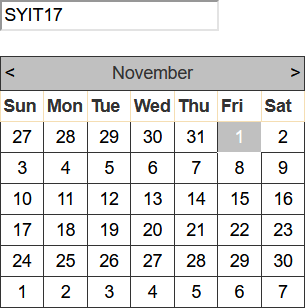 SYIT17
< November >
Sun Mon Tue Wed Thu Fri Sat
27 28 29 30 31 1 2
3 4 5 6 7 8 9
10 11 12 13 14 15 16
17 18 19 20 21 22 23
24 25 26 27 28 29 30
1 2 3 4 5 6 7